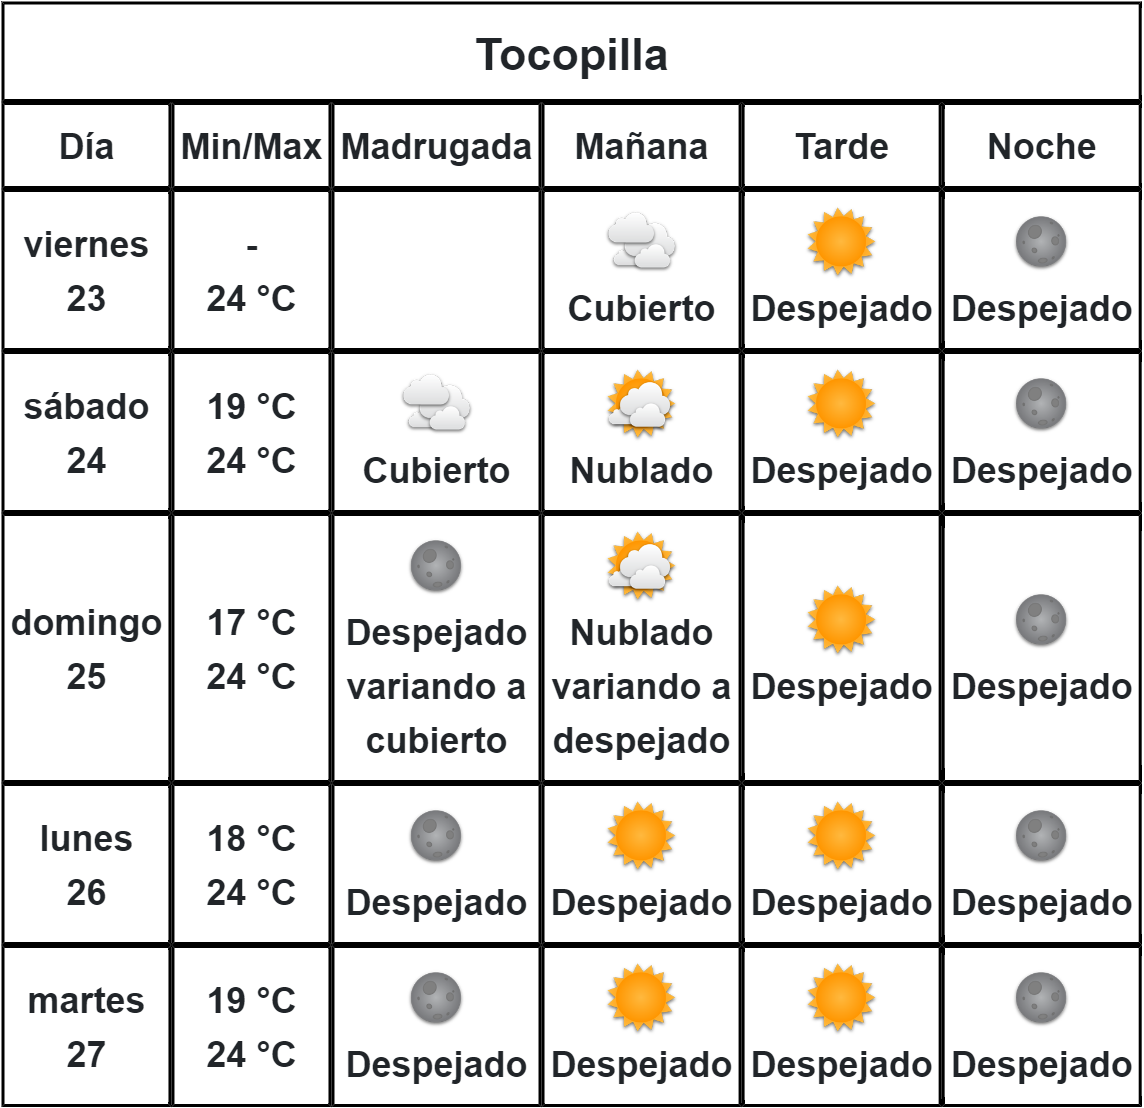 Tocopilla
Día Min/Max Madrugada Mañana Tarde Noche
viernes
23
-
24 °C
Cubierto
Despejado
Despejado
sábado
24
19 °C
24 °C
Cubierto
Nublado
Despejado
Despejado
domingo
25
17 °C
24 °C
Despejado
variando a
cubierto
Nublado
variando a
despejado
Despejado
Despejado
lunes
26
18 °C
24 °C
Despejado
Despejado
Despejado
Despejado
martes
27
19 °C
24 °C
Despejado
Despejado
Despejado
Despejado